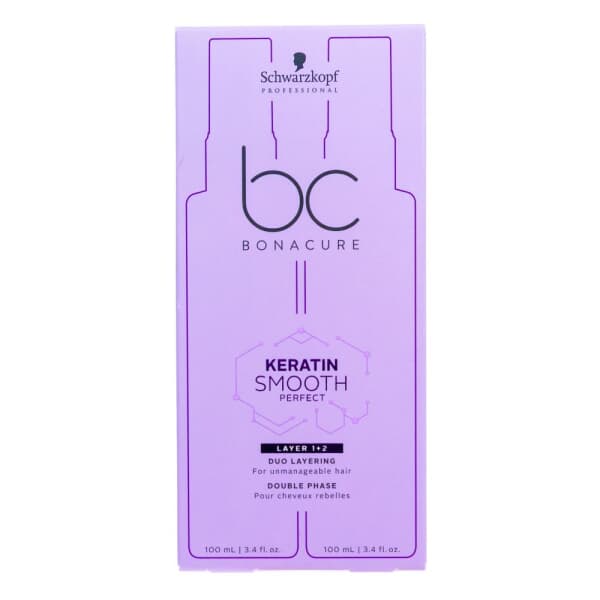 Schwarzkopf
PROFESSIONAL
bc
BONACURE
KERATIN
SMOOTH
PERFECT
LAYER 1+2
DUO LAYERING
For unmanageable hair
DOUBLE PHASE
Pour cheveux rebelles
100 mL | 3.4 fl. oz.
100 mL | 3.4 fl. oz.